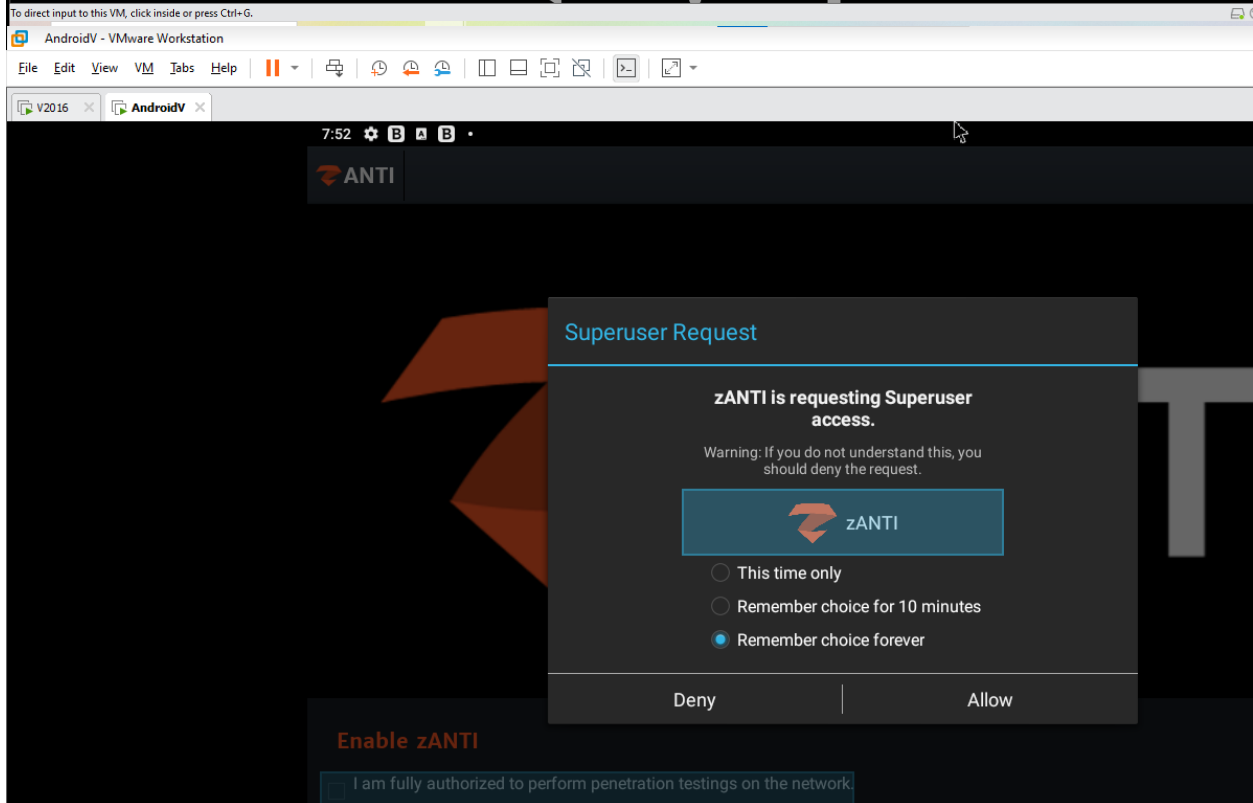 To direct input to this VM, click inside or press Ctrl+G.
AndroidV - VMware Workstation
File Edit View VM Tabs Help
V2016 AndroidV
7:52 B A B
ANTI
Superuser Request
zANTI is requesting Superuser
access.
Warning: If you do not understand this, you
should deny the request.
zANTI
This time only
Remember choice for 10 minutes
Remember choice forever
Deny Allow
T
Enable zANTI
I am fully authorized to perform penetration testings on the network.